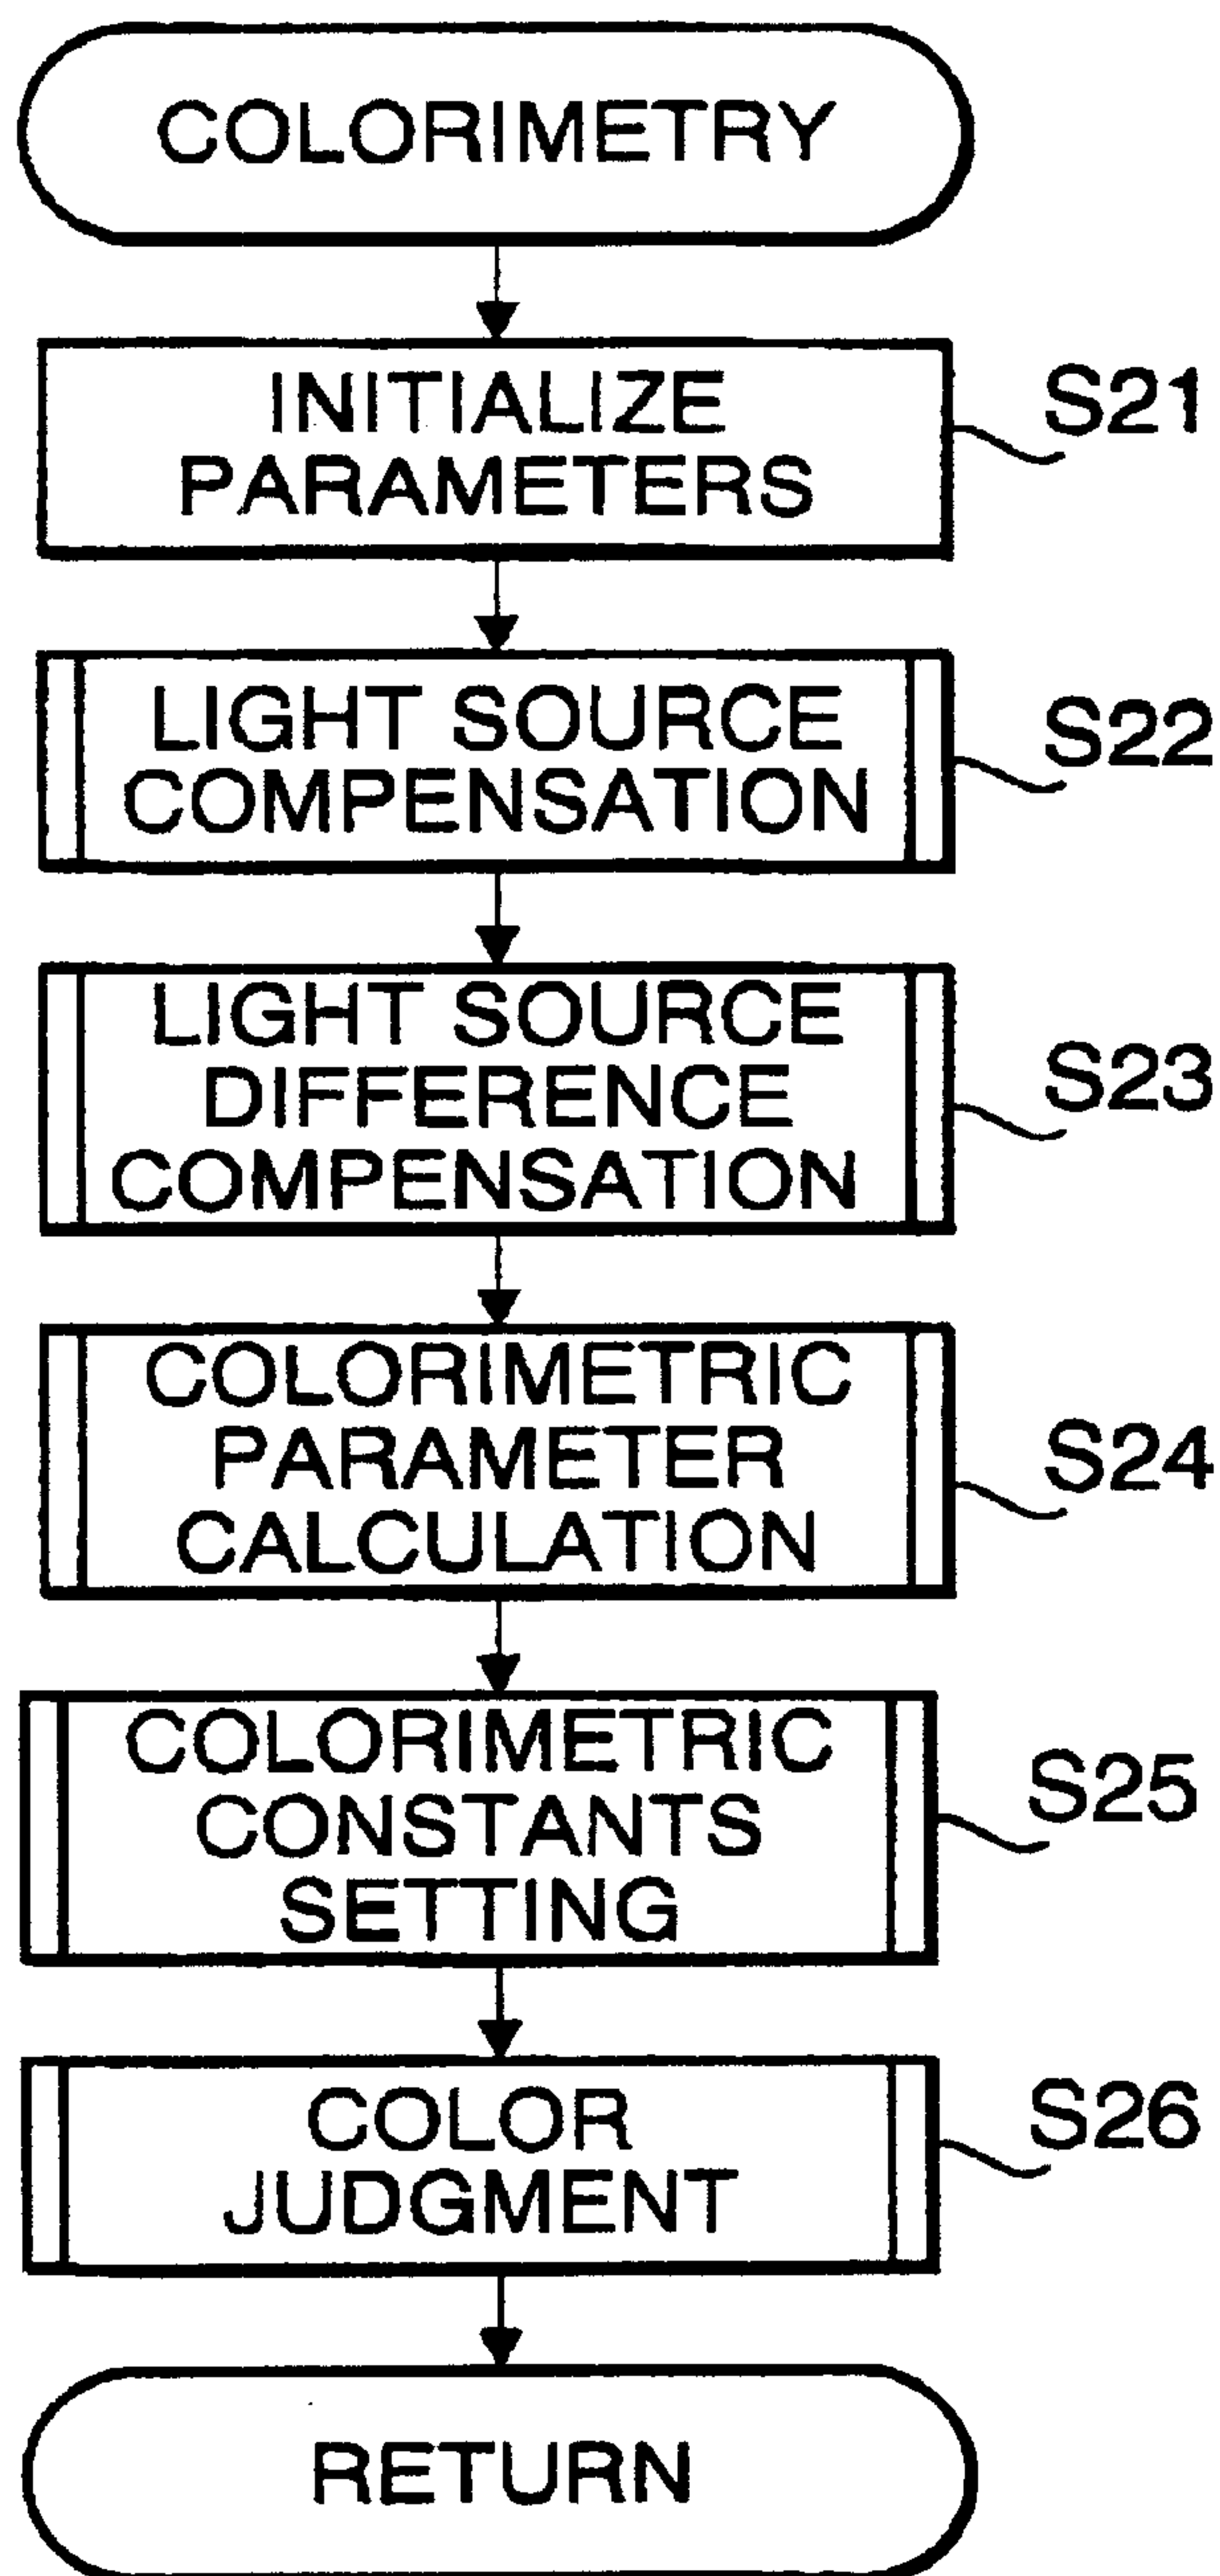 COLORIMETRY
INITIALIZE
PARAMETERS
S21
LIGHT SOURCE
COMPENSATION
S22
LIGHT SOURCE
DIFFERENCE
COMPENSATION
S23
COLORIMETRIC
PARAMETER
CALCULATION
S24
COLORIMETRIC
CONSTANTS
SETTING
S25
COLOR
JUDGMENT
S26
RETURN